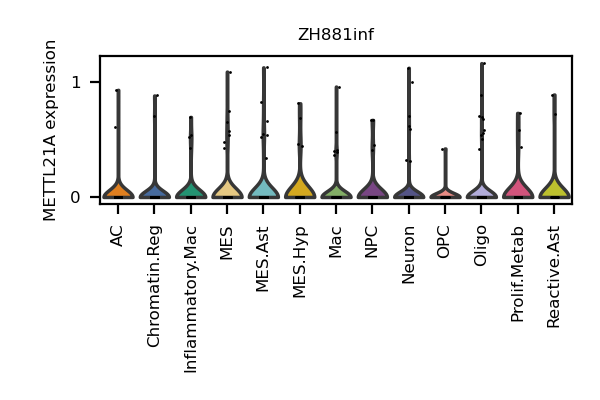 ZH881inf
METTL21A expression
1
0
AC
Chromatin.Reg
Inflammatory.Mac
MES
MES.Ast
MES.Hyp
Mac
NPC
Neuron
OPC
Oligo
Prolif.Metab
Reactive.Ast